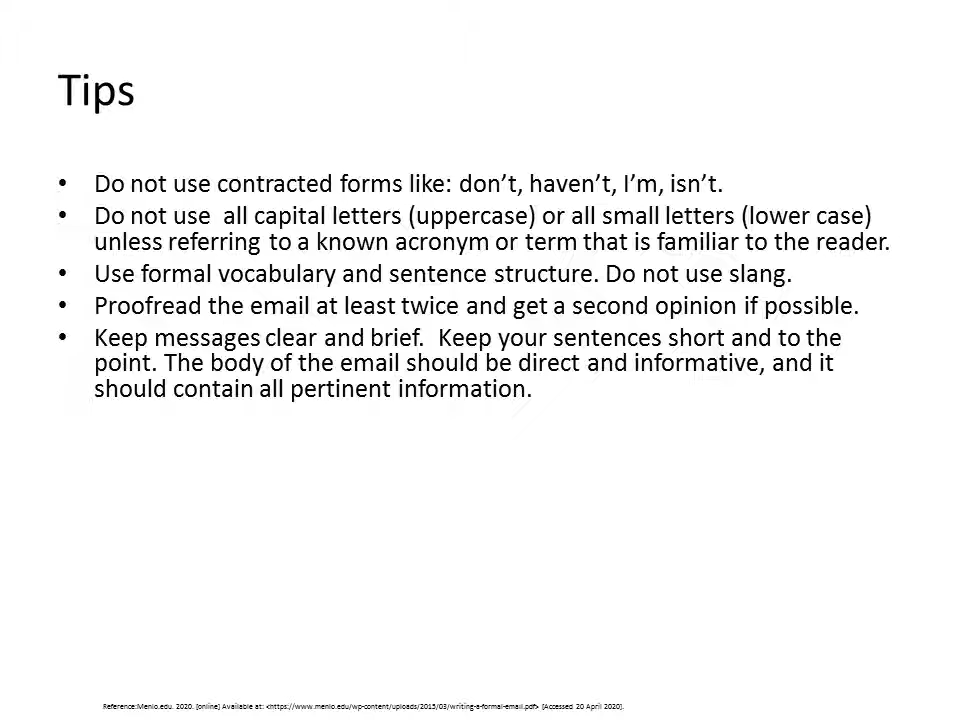 Tips
• Do not use contracted forms like: don’t, haven’t, I’m, isn’t.
• Do not use  all capital letters (uppercase) or all small letters (lower case)
unless referring to a known acronym or term that is familiar to the reader.
• Use formal vocabulary and sentence structure. Do not use slang.
• Proofread the email at least twice and get a second opinion if possible.
• Keep messages clear and brief.  Keep your sentences short and to the
point. The body of the email should be direct and informative, and it
should contain all pertinent information.
Reference:Menlo.edu. 2020. [online] Available at: <https://www.menlo.edu/wp-content/uploads/2015/03/writing-a-formal-email.pdf> [Accessed 20 April 2020].